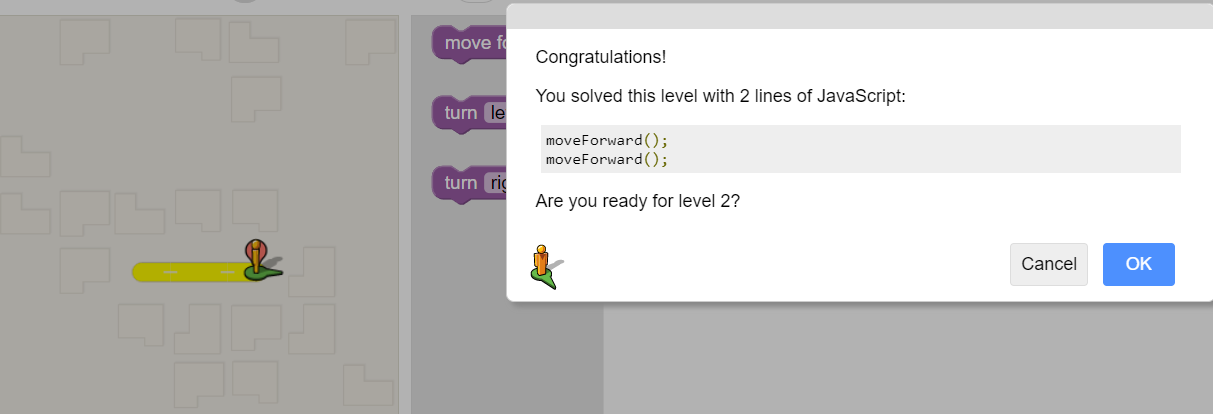 move fo
turn le
turn rig
Congratulations!
You solved this level with 2 lines of JavaScript:
moveForward();
moveForward();
Are you ready for level 2?
Cancel
OK